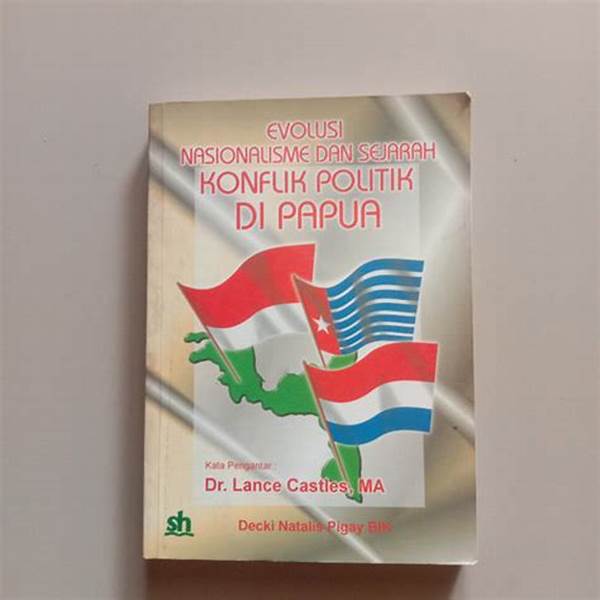 EVOLUSI
NASIONALISME DAN SEJARAH
KONFLIK POLITIK
DI PAPUA
Kata Pengantar :
Dr. Lance Castles, MA
sh
Decki Natalis Pigay BIK